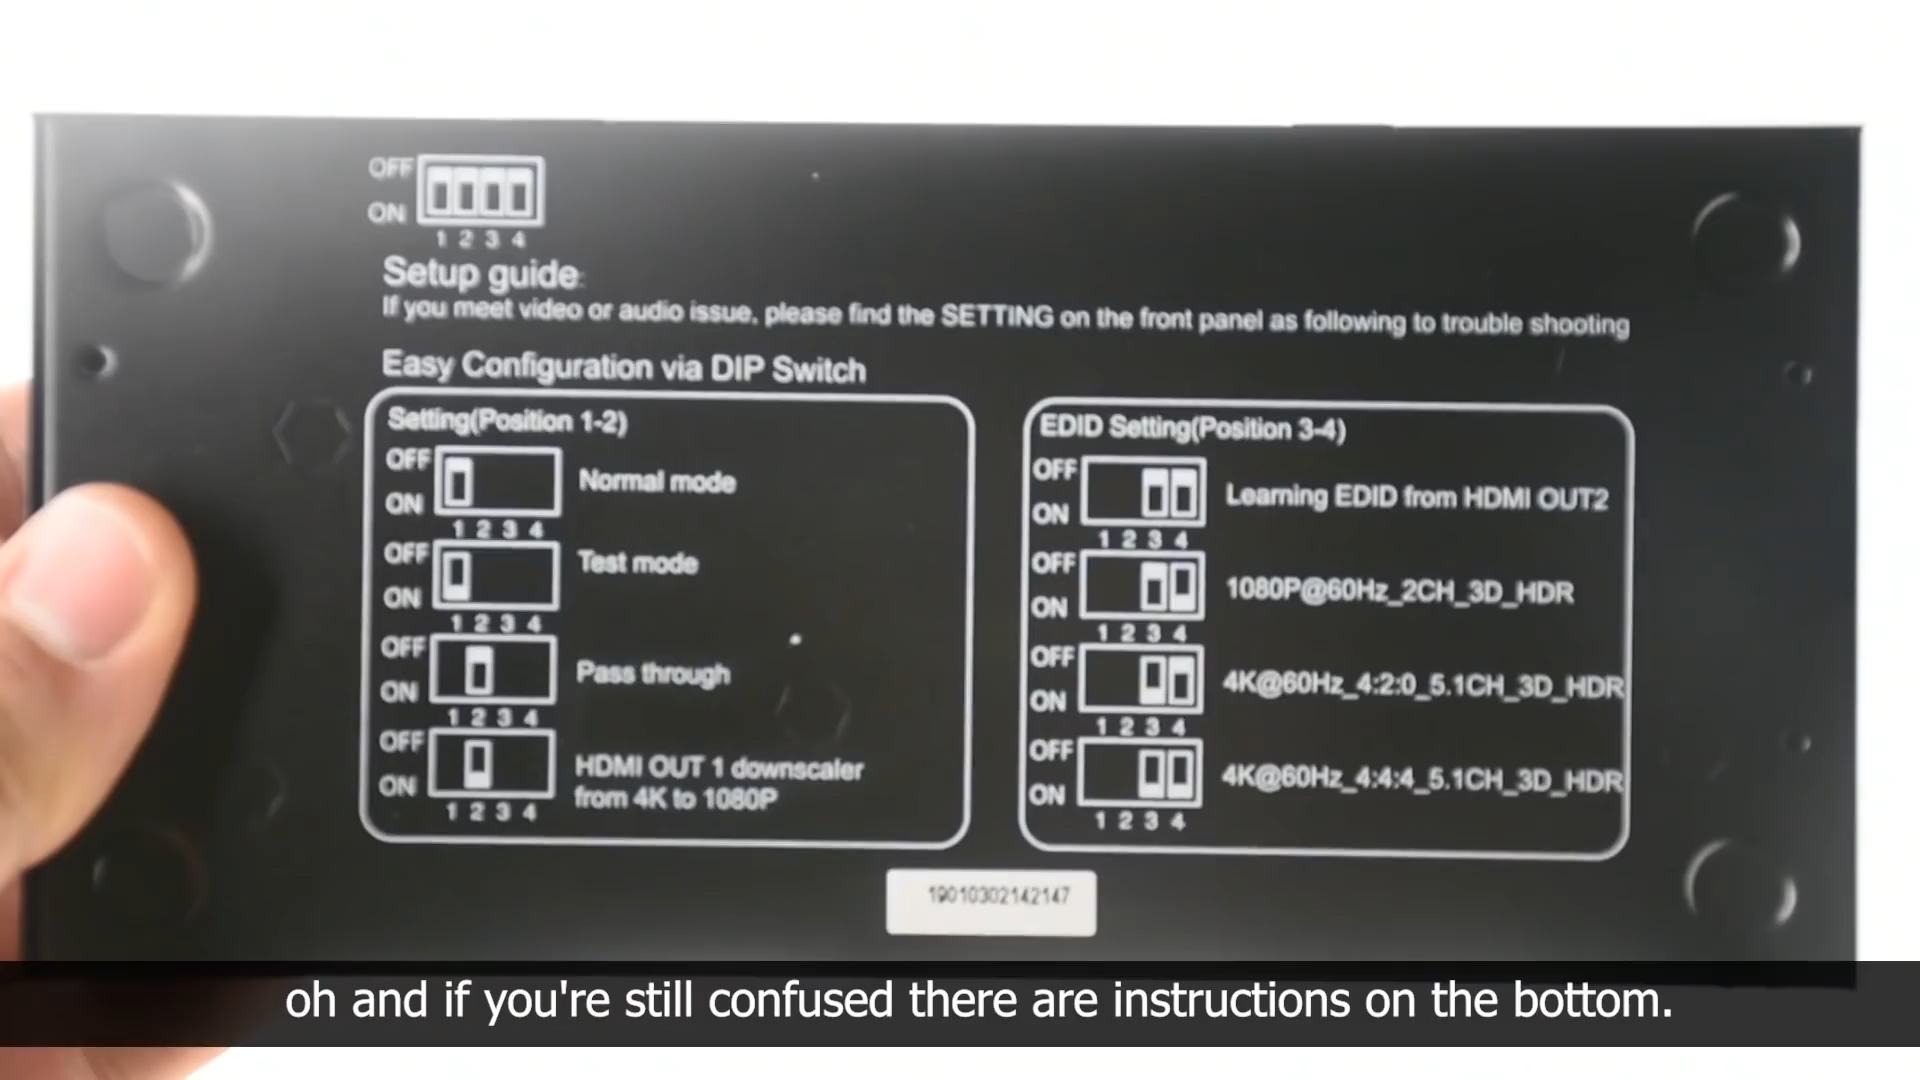 OFF
ON
1 2 3 4
Setup guide:
If you meet video or audio issue, please find the SETTING on the front panel as following to trouble shooting
Easy Configuration via DIP Switch
Setting(Position 1-2)
OFF
ON
1 2 3 4
Normal mode
OFF
ON
1 2 3 4
Test mode
OFF
ON
1 2 3 4
Pass through
OFF
ON
1 2 3 4
HDMI OUT 1 downscaler
from 4K to 1080P
EDID Setting(Position 3-4)
OFF
ON
1 2 3 4
Learning EDID from HDMI OUT2
OFF
ON
1 2 3 4
1080P@60Hz_2CH_3D_HDR
OFF
ON
1 2 3 4
4K@60Hz_4:2:0_5.1CH_3D_HDR
OFF
ON
1 2 3 4
4K@60Hz_4:4:4_5.1CH_3D_HDR
19010302142147
oh and if you're still confused there are instructions on the bottom.